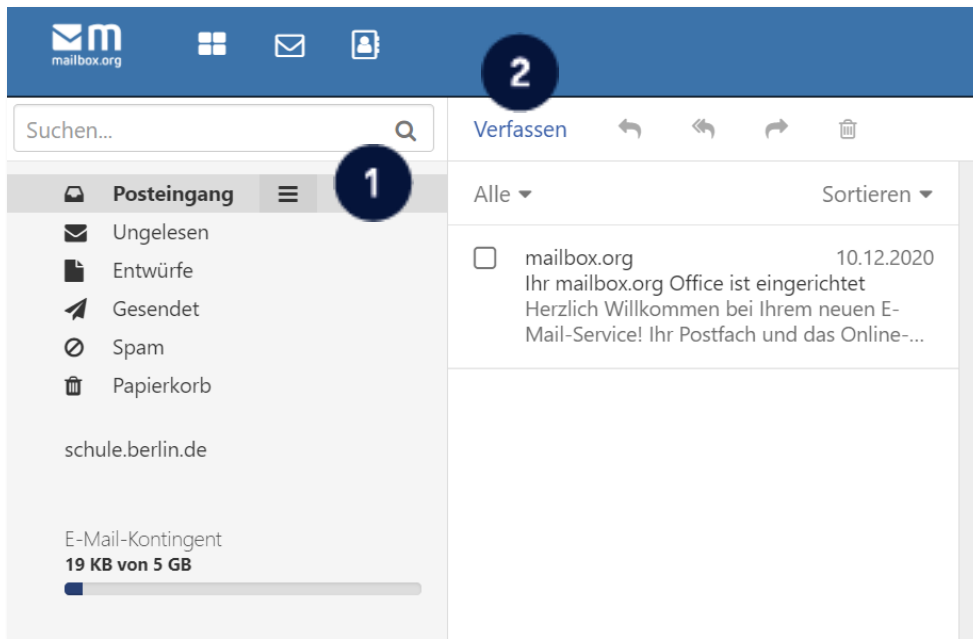 m
mailbox.org
2
Suchen...
Verfassen
1
Posteingang
Alle
Sortieren
Ungelesen
Entwürfe
Gesendet
Spam
Papierkorb
mailbox.org 10.12.2020
Ihr mailbox.org Office ist eingerichtet
Herzlich Willkommen bei Ihrem neuen E-
Mail-Service! Ihr Postfach und das Online-...
schule.berlin.de
E-Mail-Kontingent
19 KB von 5 GB